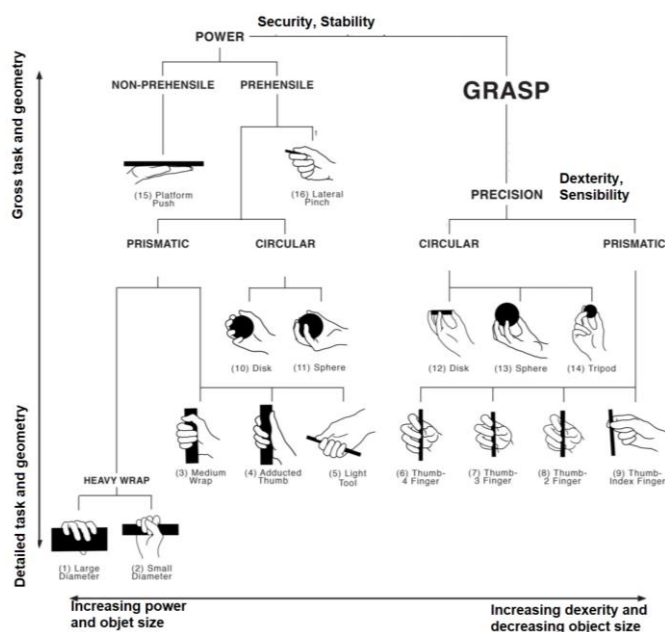 Security, Stability
POWER
NON-PREHENSILE
PREHENSILE
GRASP
(15) Platform
Push
(16) Lateral
Pinch
Dexterity,
Sensibility
PRECISION
PRISMATIC
CIRCULAR
CIRCULAR
PRISMATIC
(10) Disk
(11) Sphere
(12) Disk
(13) Sphere
(14) Tripod
(3) Medium
Wrap
(4) Adducted
Thumb
(5) Light
Tool
(6) Thumb-
4 Finger
(7) Thumb-
3 Finger
(8) Thumb-
2 Finger
(9) Thumb-
Index Finger
HEAVY WRAP
(1) Large
Diameter
(2) Small
Diameter
Gross task and geometry
Detailed task and geometry
Increasing power
and objet size
Increasing dexerity and
decreasing object size